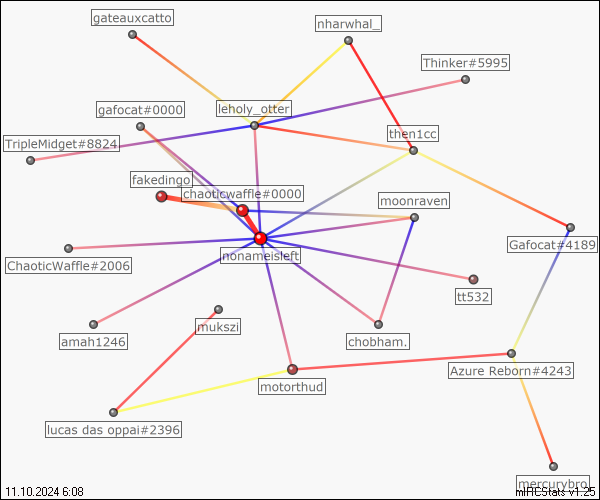 gateauxcatto
nharwhal_
Thinker#5995
gafocat#0000
leholy_otter
then1cc
TripleMidget#8824
fakedingo
chaoticwaffle#0000
moonraven
Gafocat#4189
nonameisleft
ChaoticWaffle#2006
tt532
mukszi
amah1246
chobham.
Azure Reborn#4243
motorthud
lucas das oppai#2396
mercurybro_
11.10.2024 6:08
mIRCStats v1.25